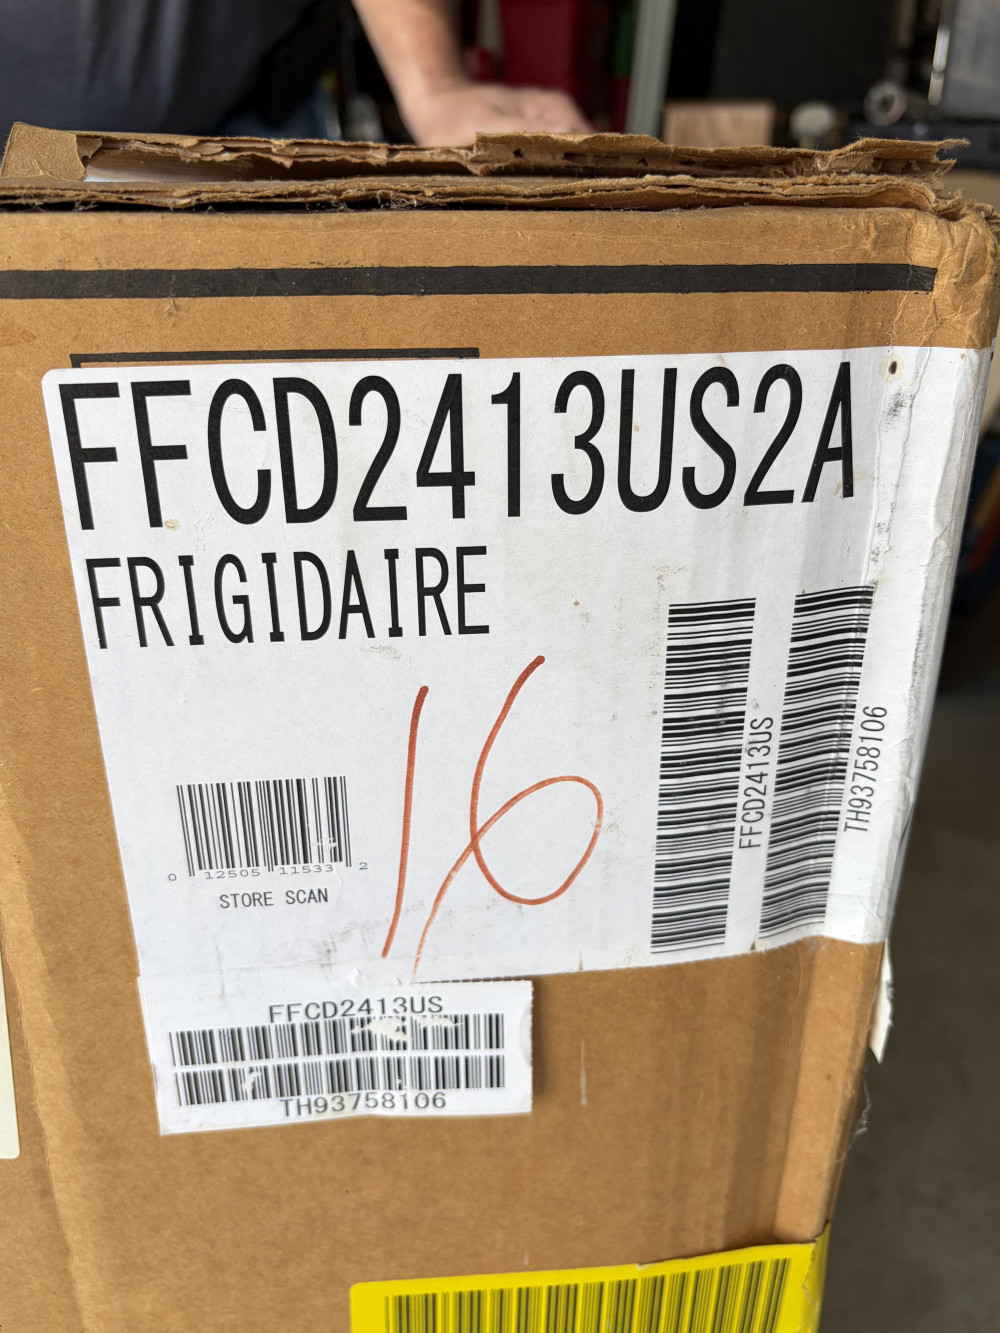 FFCD2413US2A
FRIGIDAIRE
16
0 12505 11533 2
STORE SCAN
FFCD2413US
TH93758106
FFCD2413US
TH93758106